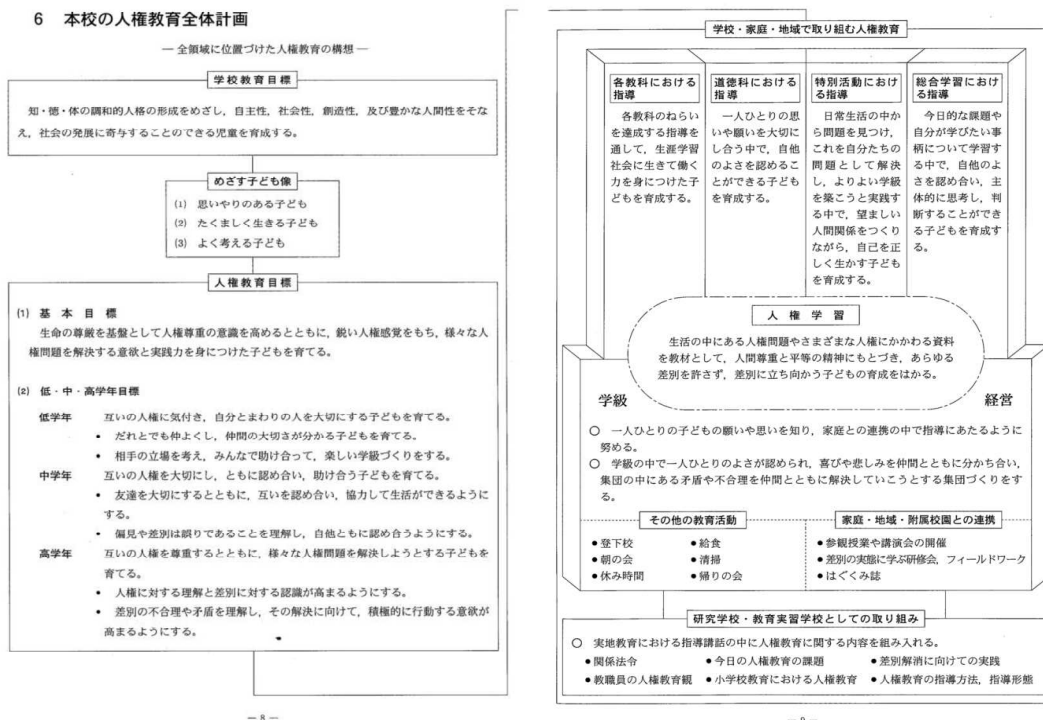 6 本校の人権教育全体計画
― 全領域に位置づけた人権教育の構想 ―
学校教育目標
知・徳・体の調和的人格の形成をめざし，自主性，社会性，創造性，及び豊かな人間性をそな
え，社会の発展に寄与することのできる児童を育成する。
めざす子ども像
(1) 思いやりのある子ども
(2) たくましく生きる子ども
(3) よく考える子ども
人権教育目標
(1) 基本目標
生命の尊厳を基盤として人権尊重の意識を高めるとともに，鋭い人権感覚をもち，様々な人
権問題を解決する意欲と実践力を身につけた子どもを育てる。
(2) 低・中・高学年目標
低学年 互いの人権に気付き，自分とまわりの人を大切にする子どもを育てる。
• だれとでも仲よくし，仲間の大切さが分かる子どもを育てる。
• 相手の立場を考え，みんなで助け合って，楽しい学級づくりをする。
中学年 互いの人権を大切にし，ともに認め合い，助け合う子どもを育てる。
• 友達を大切にするとともに，互いを認め合い，協力して生活ができるように
する。
• 偏見や差別は誤りであることを理解し，自他ともに認め合うようにする。
高学年 互いの人権を尊重するとともに，様々な人権問題を解決しようとする子どもを
育てる。
• 人権に対する理解と差別に対する認識が高まるようにする。
• 差別の不合理や矛盾を理解し，その解決に向けて，積極的に行動する意欲が
高まるようにする。
― 8 ―
学校・家庭・地域で取り組む人権教育
各教科における
指導
各教科のねらい
を達成する指導を
通して，生涯学習
社会に生きて働く
力を身につけた子
どもを育成する。
道徳科における
指導
一人ひとりの思
いや願いを大切に
し合う中で，自他
のよさを認めるこ
とができる子ども
を育成する。
特別活動におけ
る指導
日常生活の中か
ら問題を見つけ，
これを自分たちの
問題として解決
し，よりよい学級
を築こうと実践す
る中で，望ましい
人間関係をつくり
ながら，自己を正
しく生かす子ども
を育成する。
総合学習におけ
る指導
今日的な課題や
自分が学びたい事
柄について学習す
る中で，自他のよ
さを認め合い，主
体的に思考し，判
断することができ
る子どもを育成す
る。
人権学習
生活の中にある人権問題やさまざまな人権にかかわる資料
を教材として，人間尊重と平等の精神にもとづき，あらゆる
差別を許さず，差別に立ち向かう子どもの育成をはかる。
学級 経営
○ 一人ひとりの子どもの願いや思いを知り，家庭との連携の中で指導にあたるように
努める。
○ 学級の中で一人ひとりのよさが認められ，喜びや悲しみを仲間とともに分かち合い，
集団の中にある矛盾や不合理を仲間とともに解決していこうとする集団づくりをす
る。
その他の教育活動
●登下校 ●給食
●朝の会 ●清掃
●休み時間 ●帰りの会
家庭・地域・附属校園との連携
●参観授業や講演会の開催
●差別の実態に学ぶ研修会，フィールドワーク
●はぐくみ誌
研究学校・教育実習学校としての取り組み
○ 実地教育における指導講話の中に人権教育に関する内容を組み入れる。
●関係法令 ●今日の人権教育の課題 ●差別解消に向けての実践
●教職員の人権教育観 ●小学校教育における人権教育 ●人権教育の指導方法，指導形態
― 9 ―